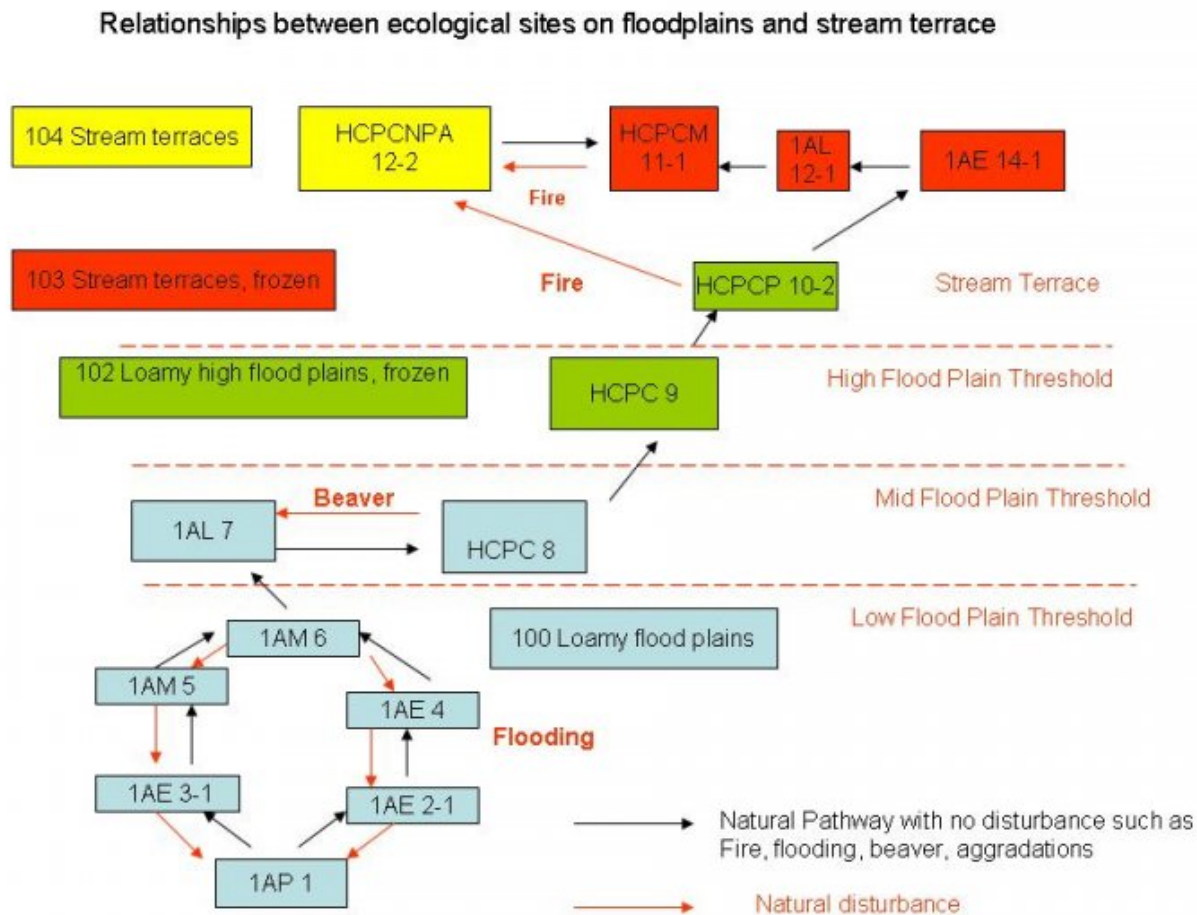 Relationships between ecological sites on floodplains and stream terrace
104 Stream terraces
HCPCNPA
12-2
HCPCM
11-1
1AL
12-1
1AE 14-1
Fire
103 Stream terraces, frozen
Fire
HCPCP 10-2
Stream Terrace
102 Loamy high flood plains, frozen
HCPC 9
High Flood Plain Threshold
Beaver
Mid Flood Plain Threshold
1AL 7
HCPC 8
Low Flood Plain Threshold
1AM 6
100 Loamy flood plains
1AM 5
1AE 4
Flooding
1AE 3-1
1AE 2-1
1AP 1
Natural Pathway with no disturbance such as
Fire, flooding, beaver, aggradations
Natural disturbance